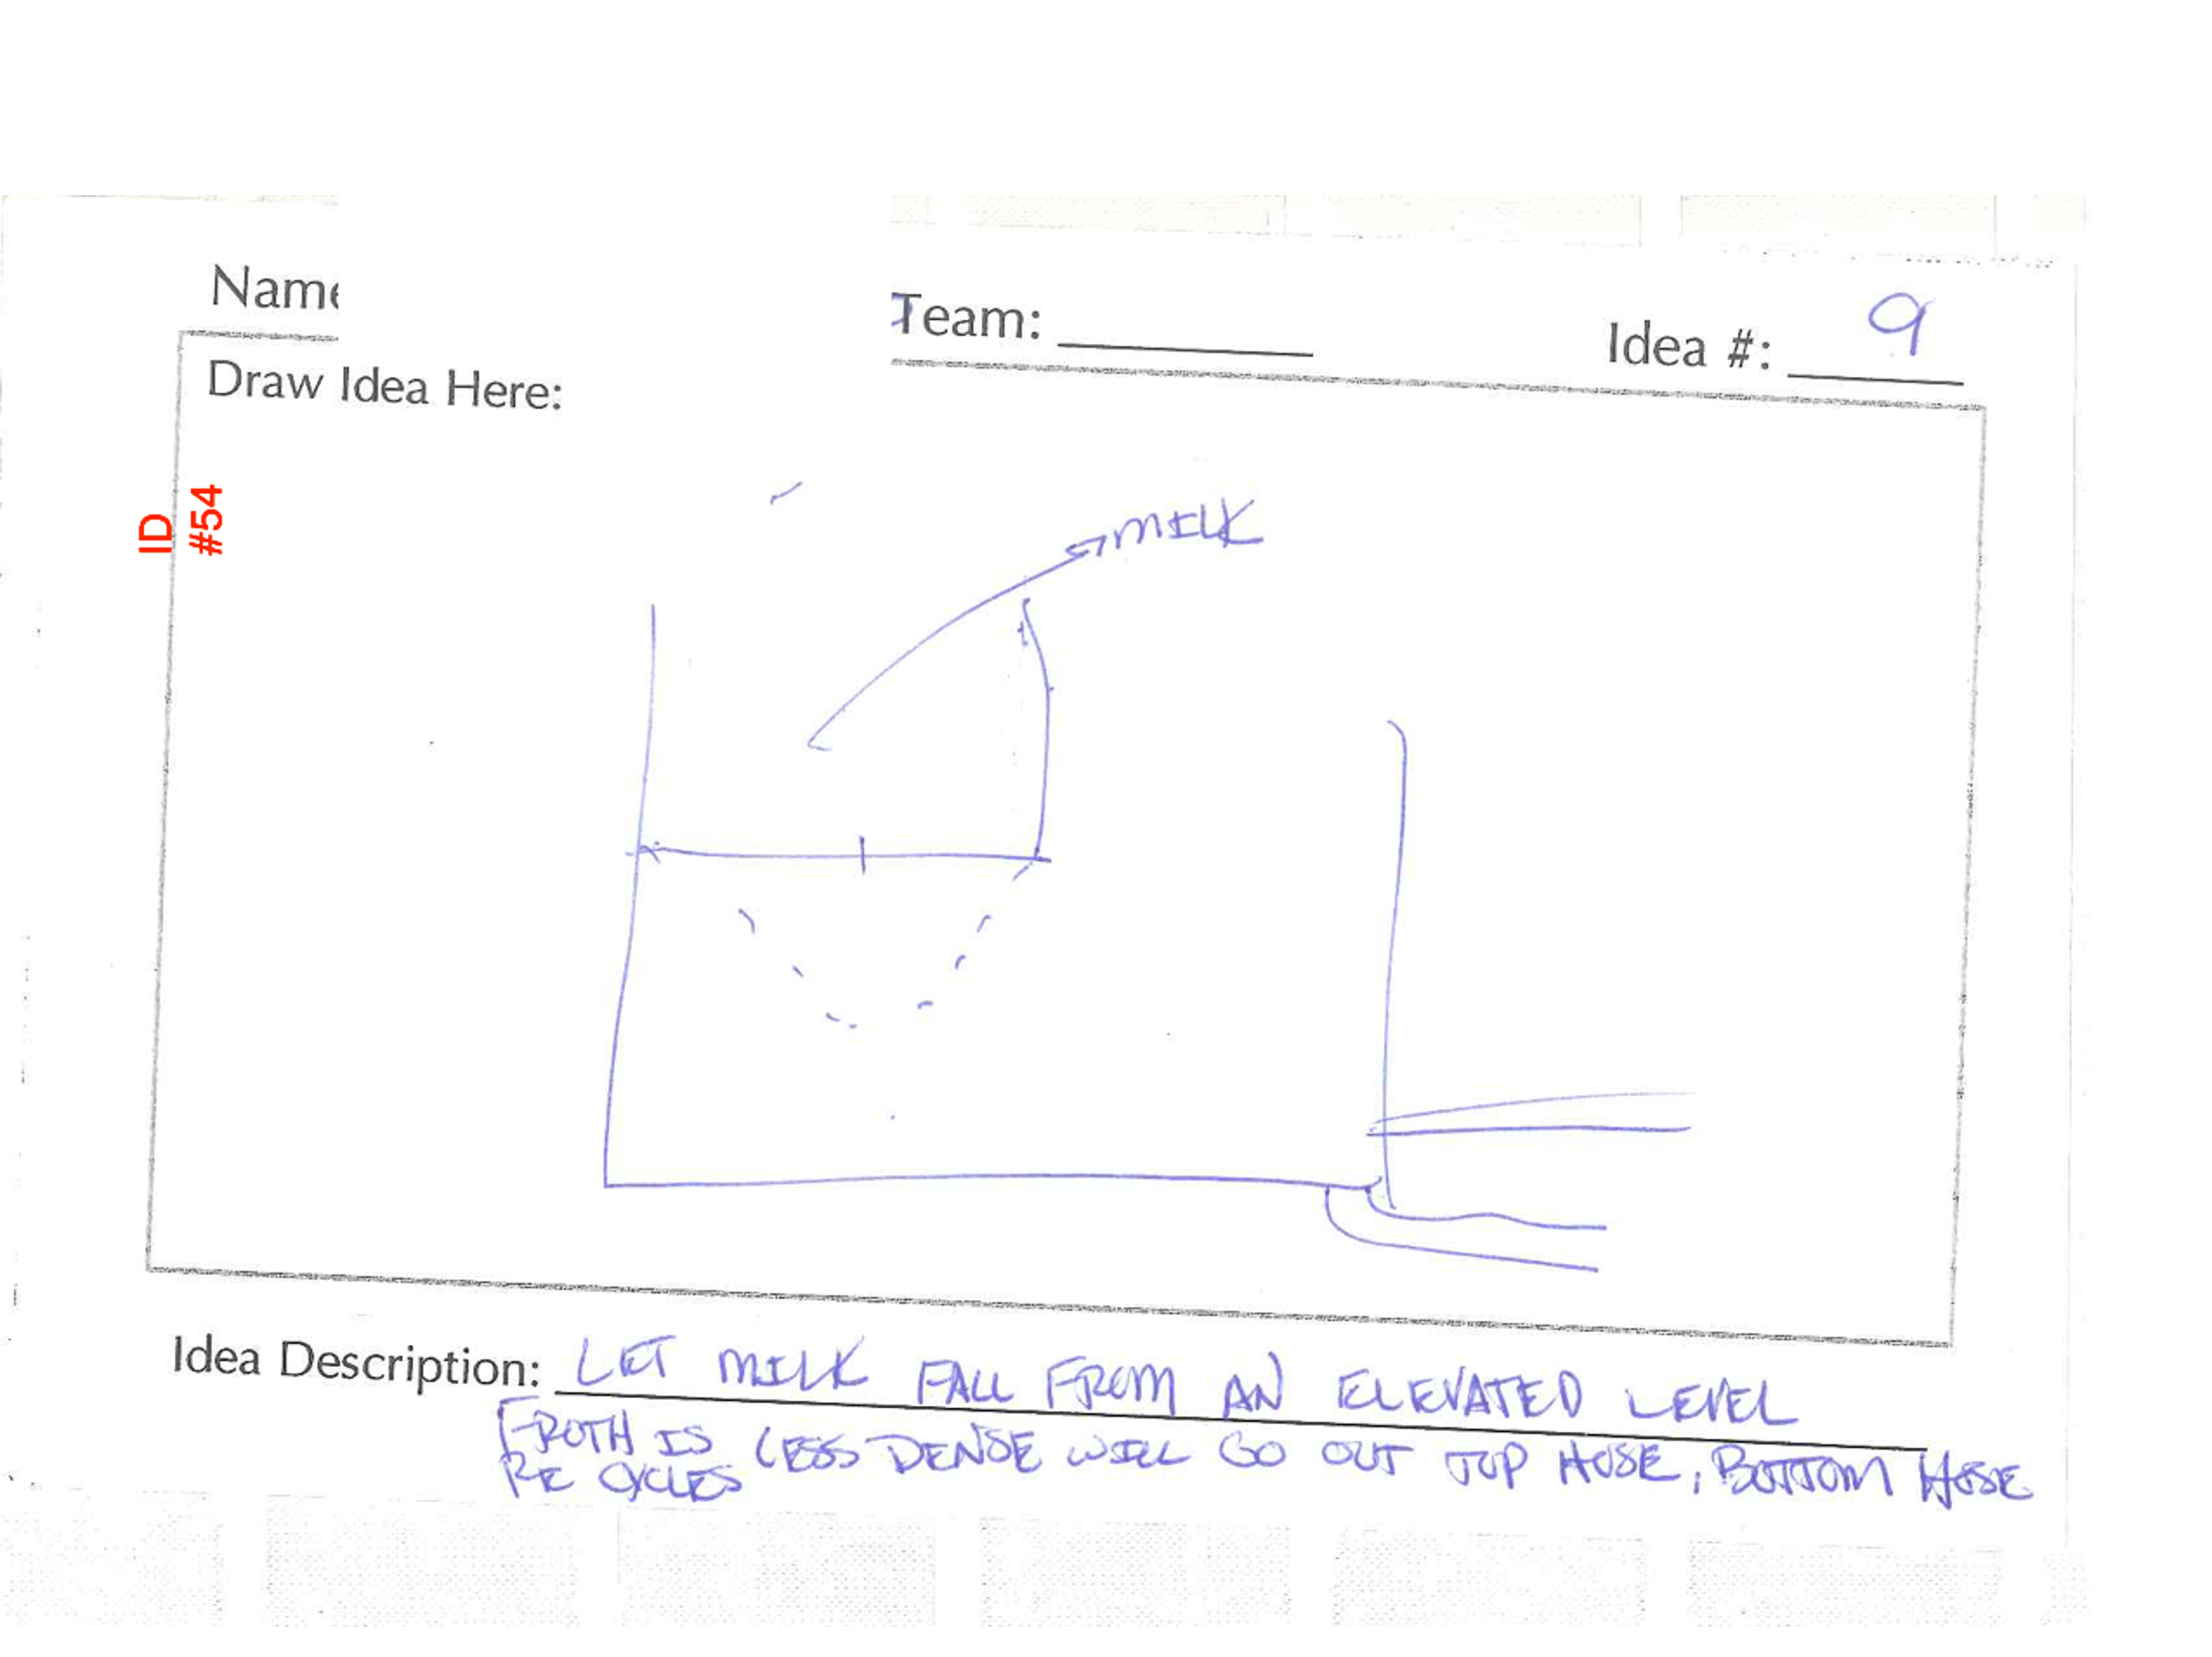 Name
Team:
Idea #: 9
Draw Idea Here:
ID
#54
MILK
Idea Description: LET MILK FALL FROM AN ELEVATED LEVEL
FROTH IS LESS DENSE WILL GO OUT TOP HOSE, BOTTOM HOSE
RE CYCLES